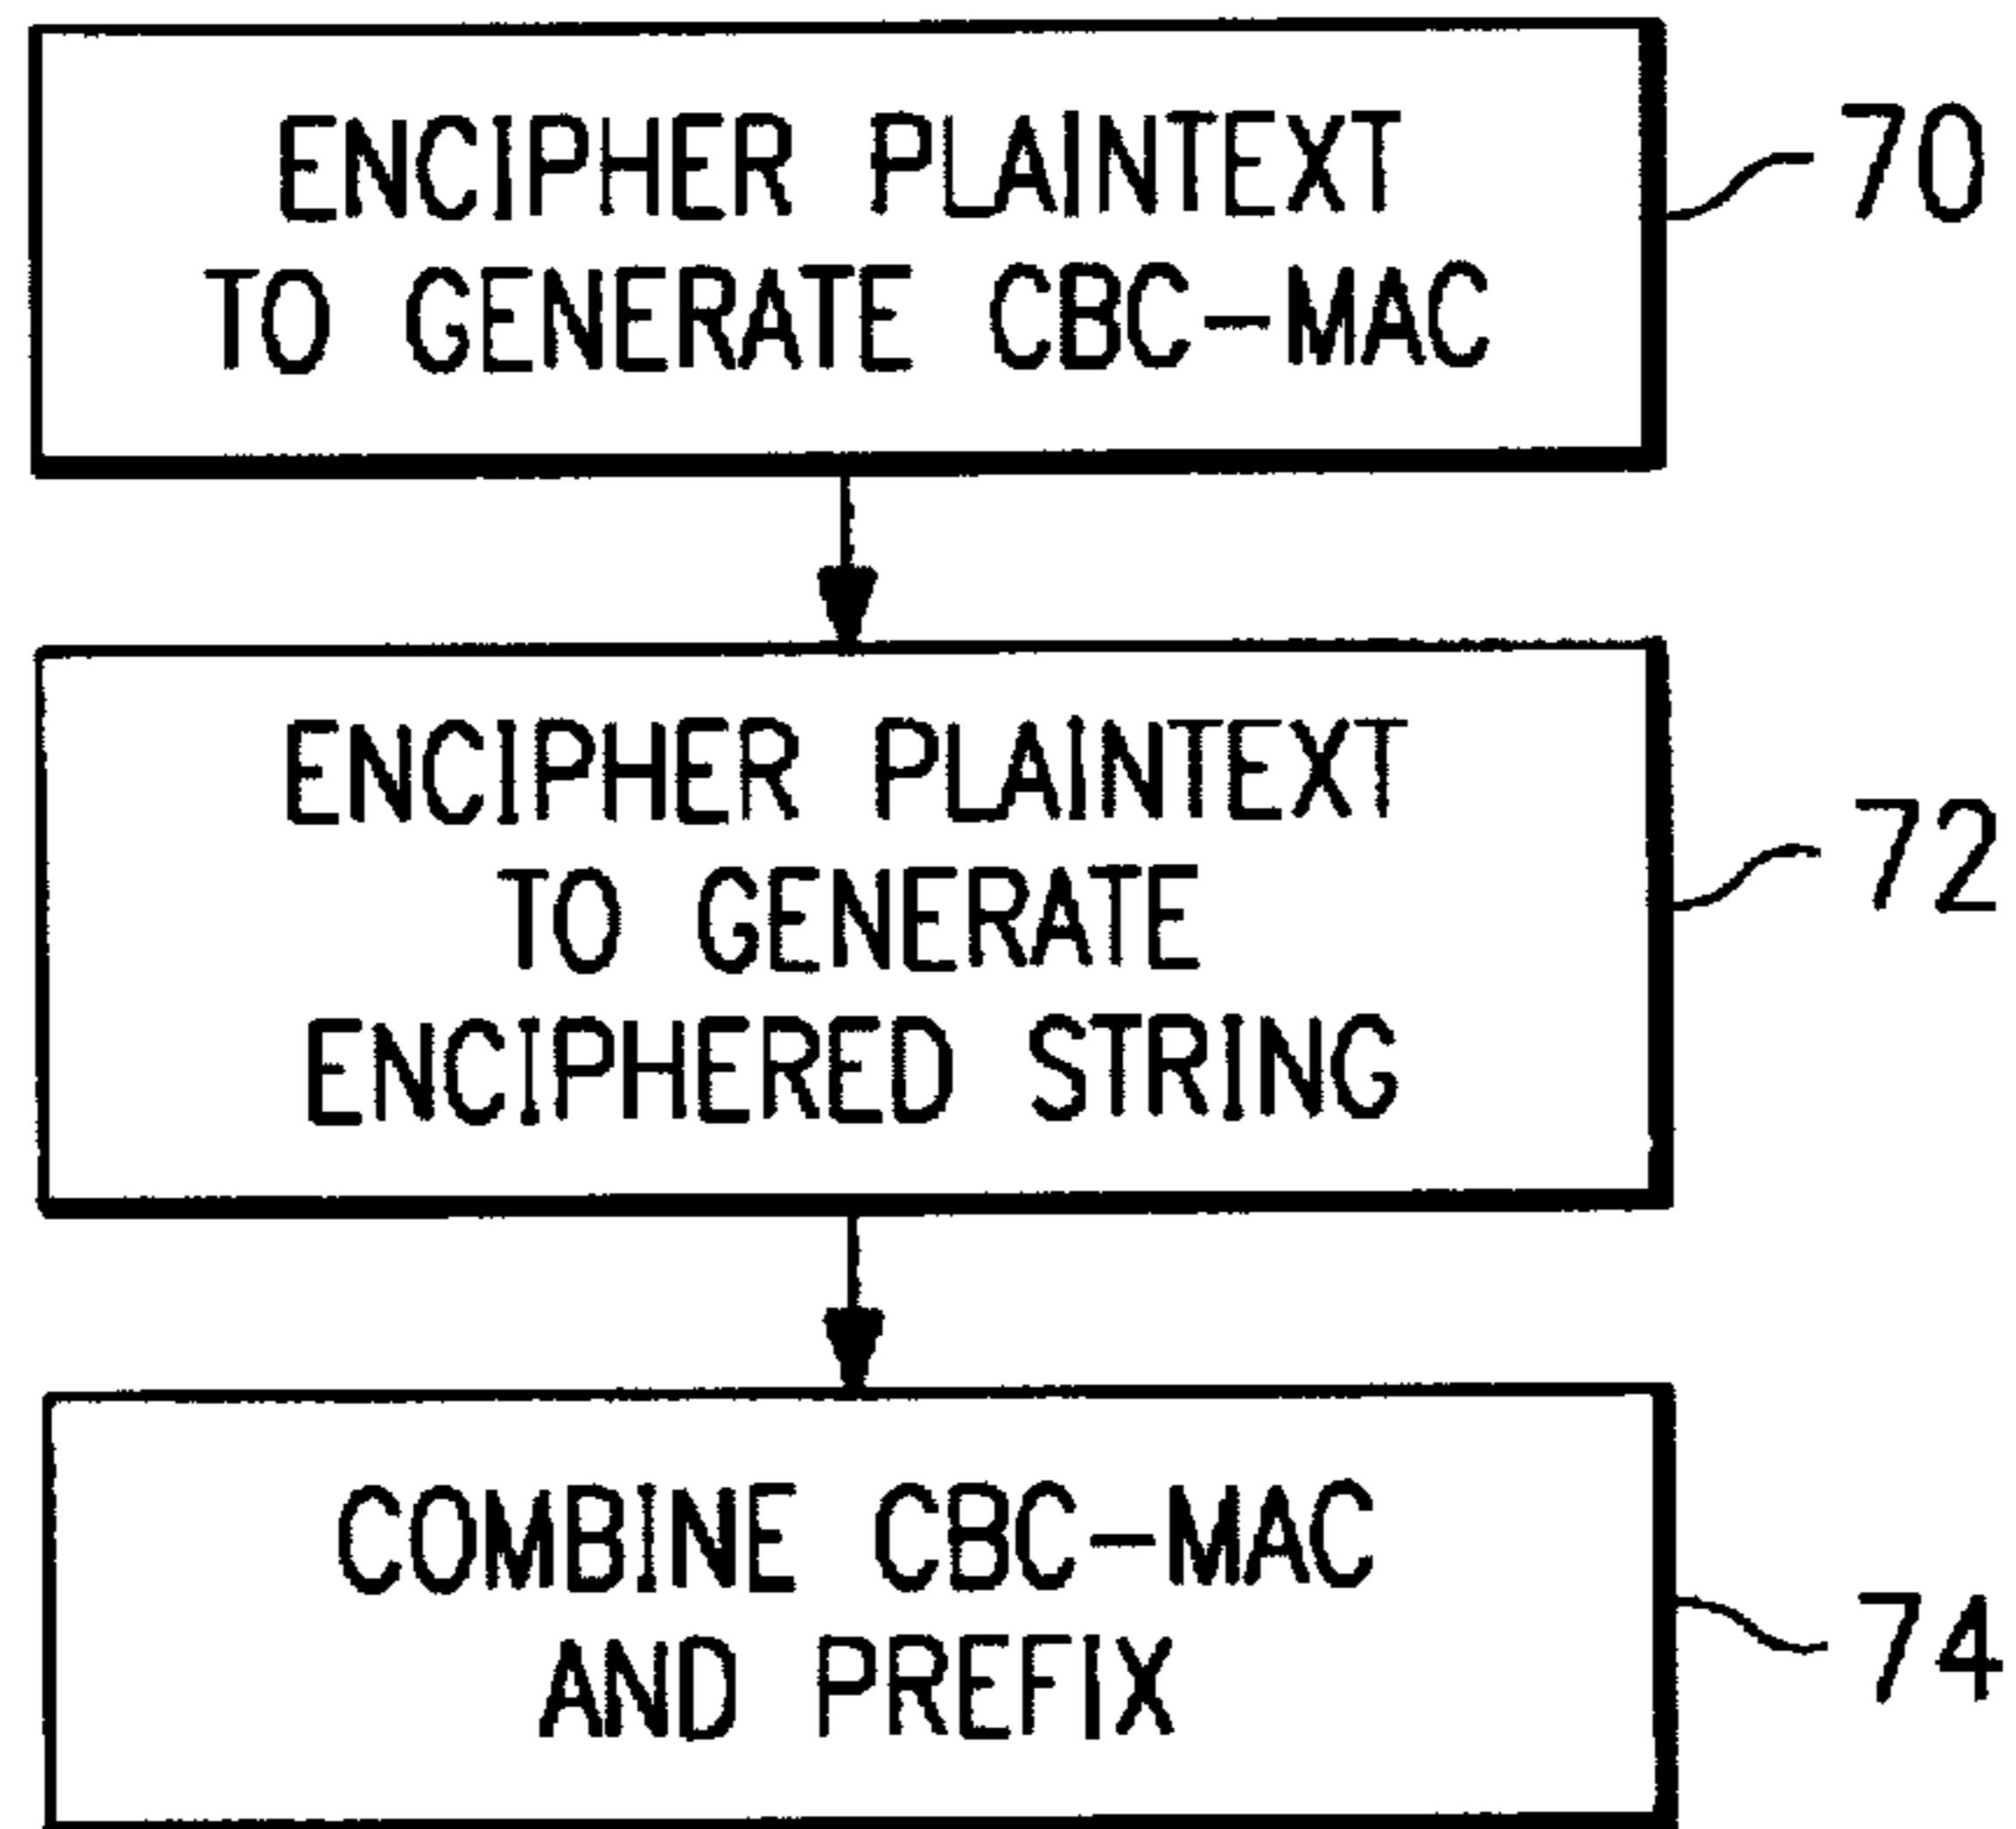 ENCIPHER PLAINTEXT
TO GENERATE CBC-MAC
70
ENCIPHER PLAINTEXT
TO GENERATE
ENCIPHERED STRING
72
COMBINE CBC-MAC
AND PREFIX
74